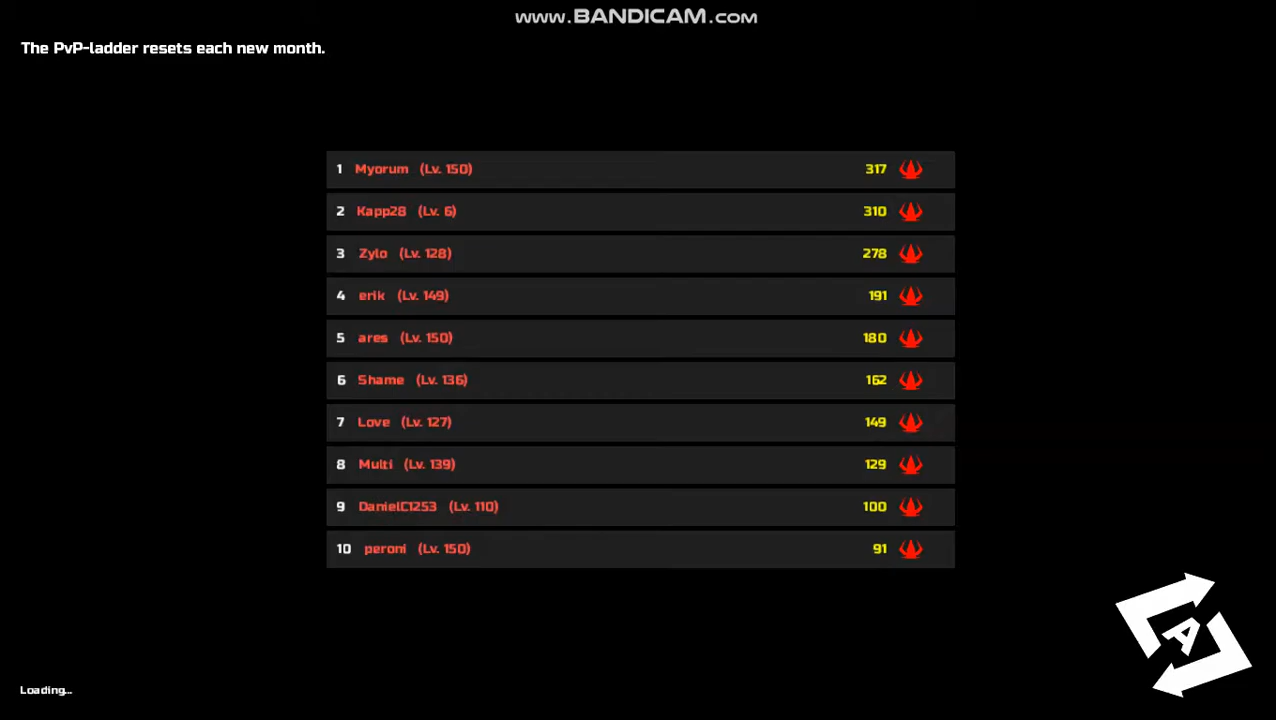 www.BANDICAM.com
The PvP-ladder resets each new month.
1 Myorum (Lv. 150) 317
2 Kapp28 (Lv. 6) 310
3 Zylo (Lv. 128) 278
4 erik (Lv. 149) 191
5 ares (Lv. 150) 180
6 Shame (Lv. 136) 162
7 Love (Lv. 127) 149
8 Multi (Lv. 139) 129
9 DanielC1253 (Lv. 110) 100
10 peroni (Lv. 150) 91
A
Loading...